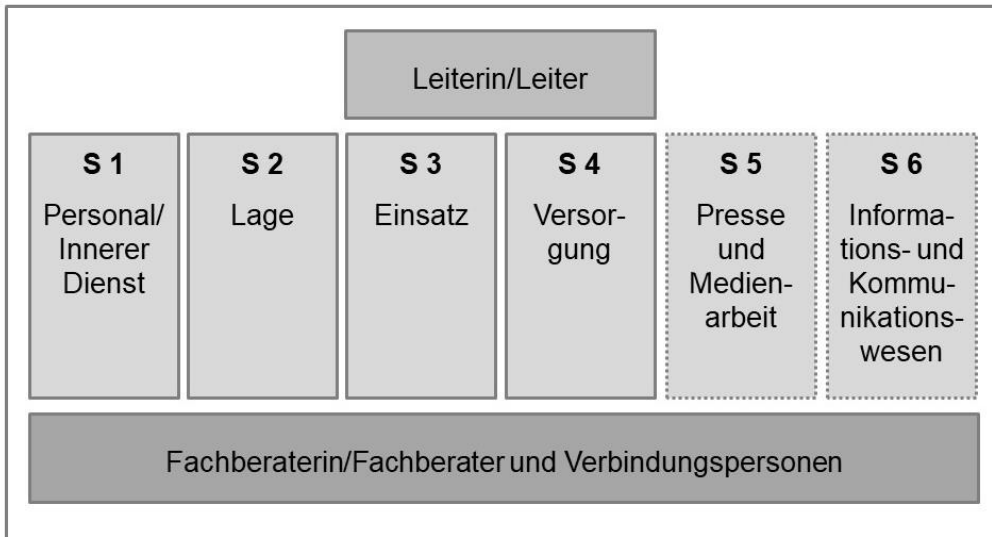 Leiterin/Leiter
S 1
Personal/
Innerer
Dienst
S 2
Lage
S 3
Einsatz
S 4
Versor-
gung
S 5
Presse
und
Medien-
arbeit
S 6
Informa-
tions- und
Kommu-
nikations-
wesen
Fachberaterin/Fachberater und Verbindungspersonen